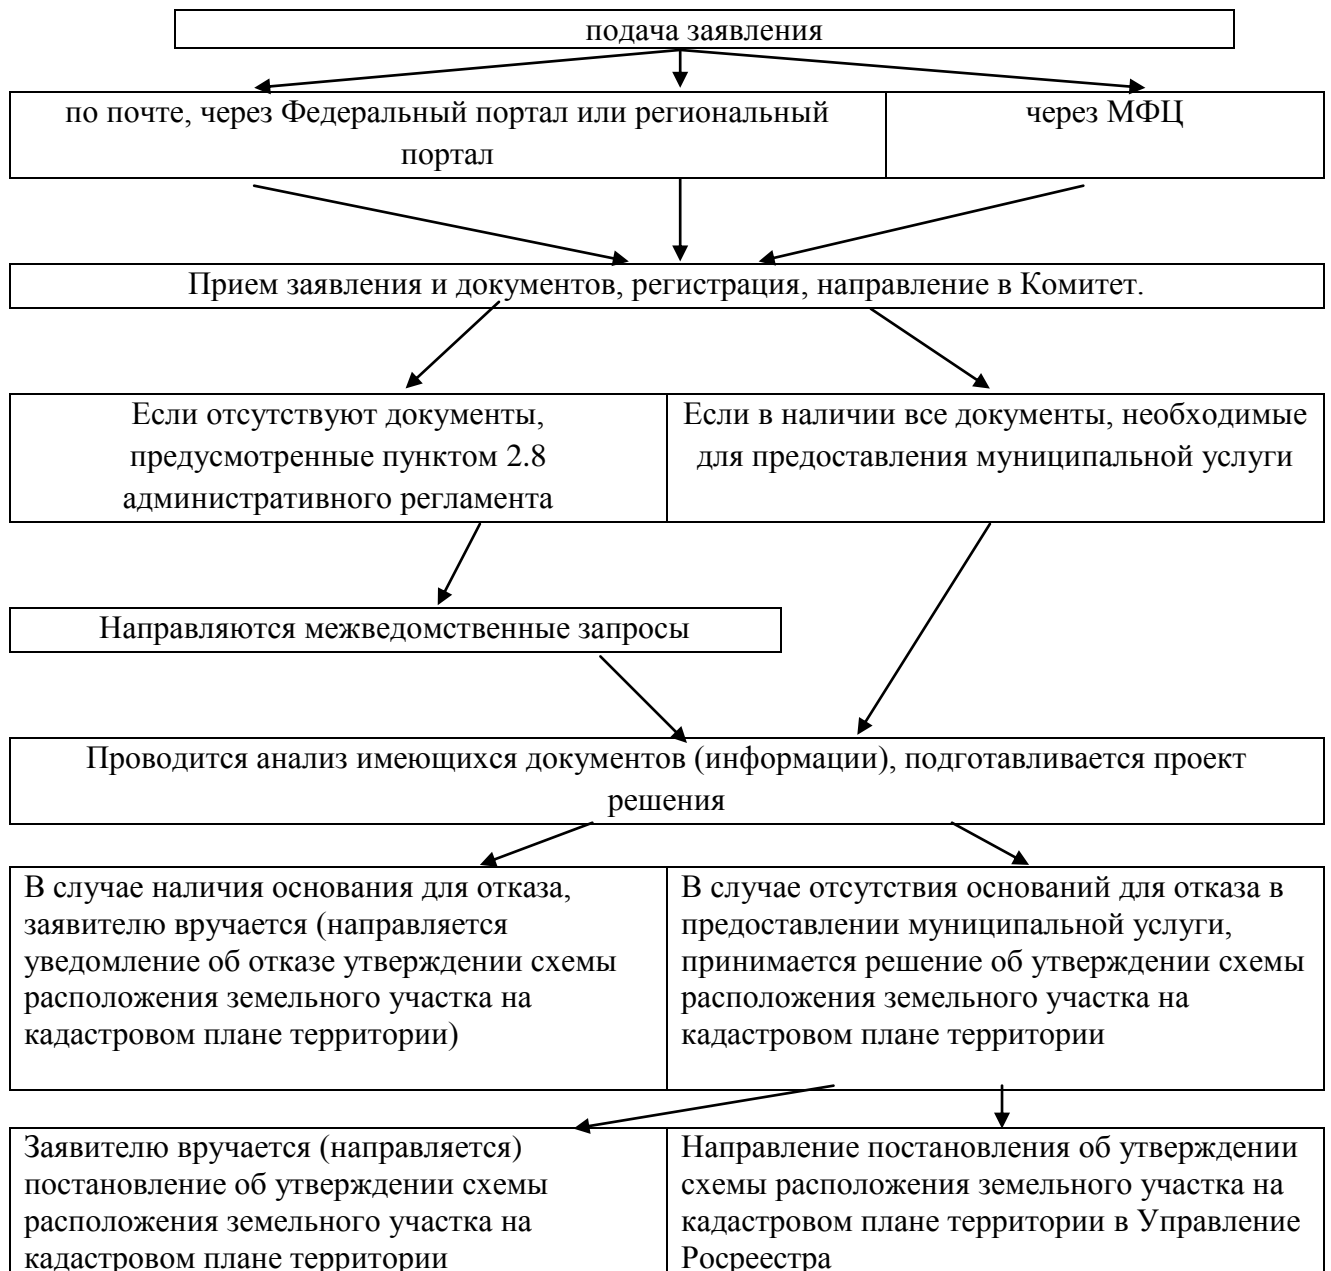 подача заявления
по почте, через Федеральный портал или региональный
портал
через МФЦ
Прием заявления и документов, регистрация, направление в Комитет.
Если отсутствуют документы,
предусмотренные пунктом 2.8
административного регламента
Если в наличии все документы, необходимые
для предоставления муниципальной услуги
Направляются межведомственные запросы
Проводится анализ имеющихся документов (информации), подготавливается проект
решения
В случае наличия основания для отказа,
заявителю вручается (направляется
уведомление об отказе утверждении схемы
расположения земельного участка на
кадастровом плане территории)
В случае отсутствия оснований для отказа в
предоставлении муниципальной услуги,
принимается решение об утверждении схемы
расположения земельного участка на
кадастровом плане территории
Заявителю вручается (направляется)
постановление об утверждении схемы
расположения земельного участка на
кадастровом плане территории
Направление постановления об утверждении
схемы расположения земельного участка на
кадастровом плане территории в Управление
Росреестра